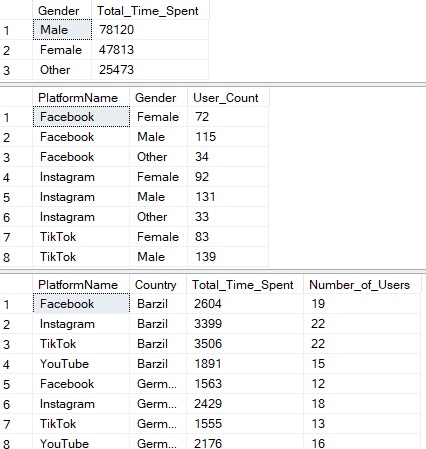 Gender Total_Time_Spent
1 Male 78120
2 Female 47813
3 Other 25473
PlatformName Gender User_Count
1 Facebook Female 72
2 Facebook Male 115
3 Facebook Other 34
4 Instagram Female 92
5 Instagram Male 131
6 Instagram Other 33
7 TikTok Female 83
8 TikTok Male 139
PlatformName Country Total_Time_Spent Number_of_Users
1 Facebook Barzil 2604 19
2 Instagram Barzil 3399 22
3 TikTok Barzil 3506 22
4 YouTube Barzil 1891 15
5 Facebook Germ... 1563 12
6 Instagram Germ... 2429 18
7 TikTok Germ... 1555 13
8 YouTube Germ... 2176 16